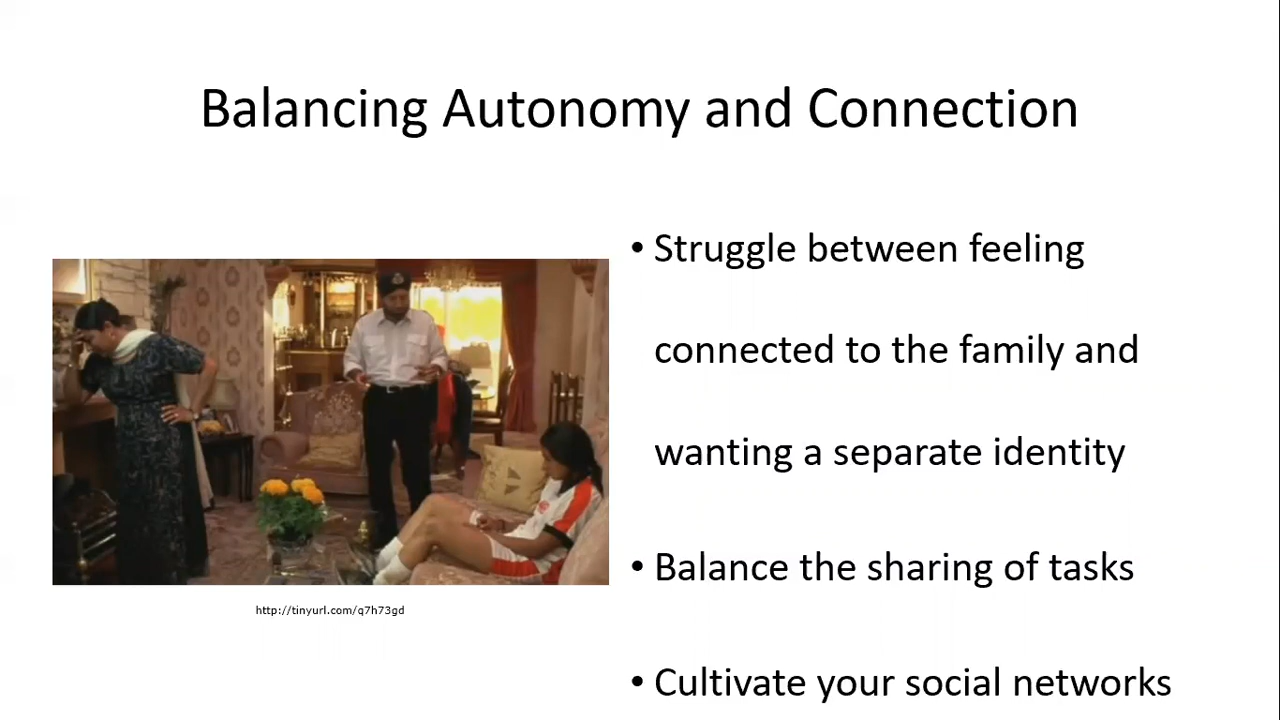 Balancing Autonomy and Connection
• Struggle between feeling
connected to the family and
wanting a separate identity
• Balance the sharing of tasks
• Cultivate your social networks
http://tinyurl.com/q7h73gd